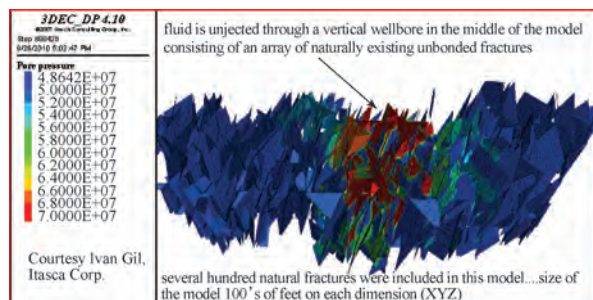 3DEC_DP 4.10
Pore pressure
4.8642E+07
5.0000E+07
5.2000E+07
5.4000E+07
5.6000E+07
5.8000E+07
6.0000E+07
6.2000E+07
6.4000E+07
6.6000E+07
6.8000E+07
7.0000E+07
Courtesy Ivan Gil,
Itasca Corp.
fluid is unjected through a vertical wellbore in the middle of the model
consisting of an array of naturally existing unbonded fractures
several hundred natural fractures were included in this model....size of
the model 100's of feet on each dimension (XYZ)